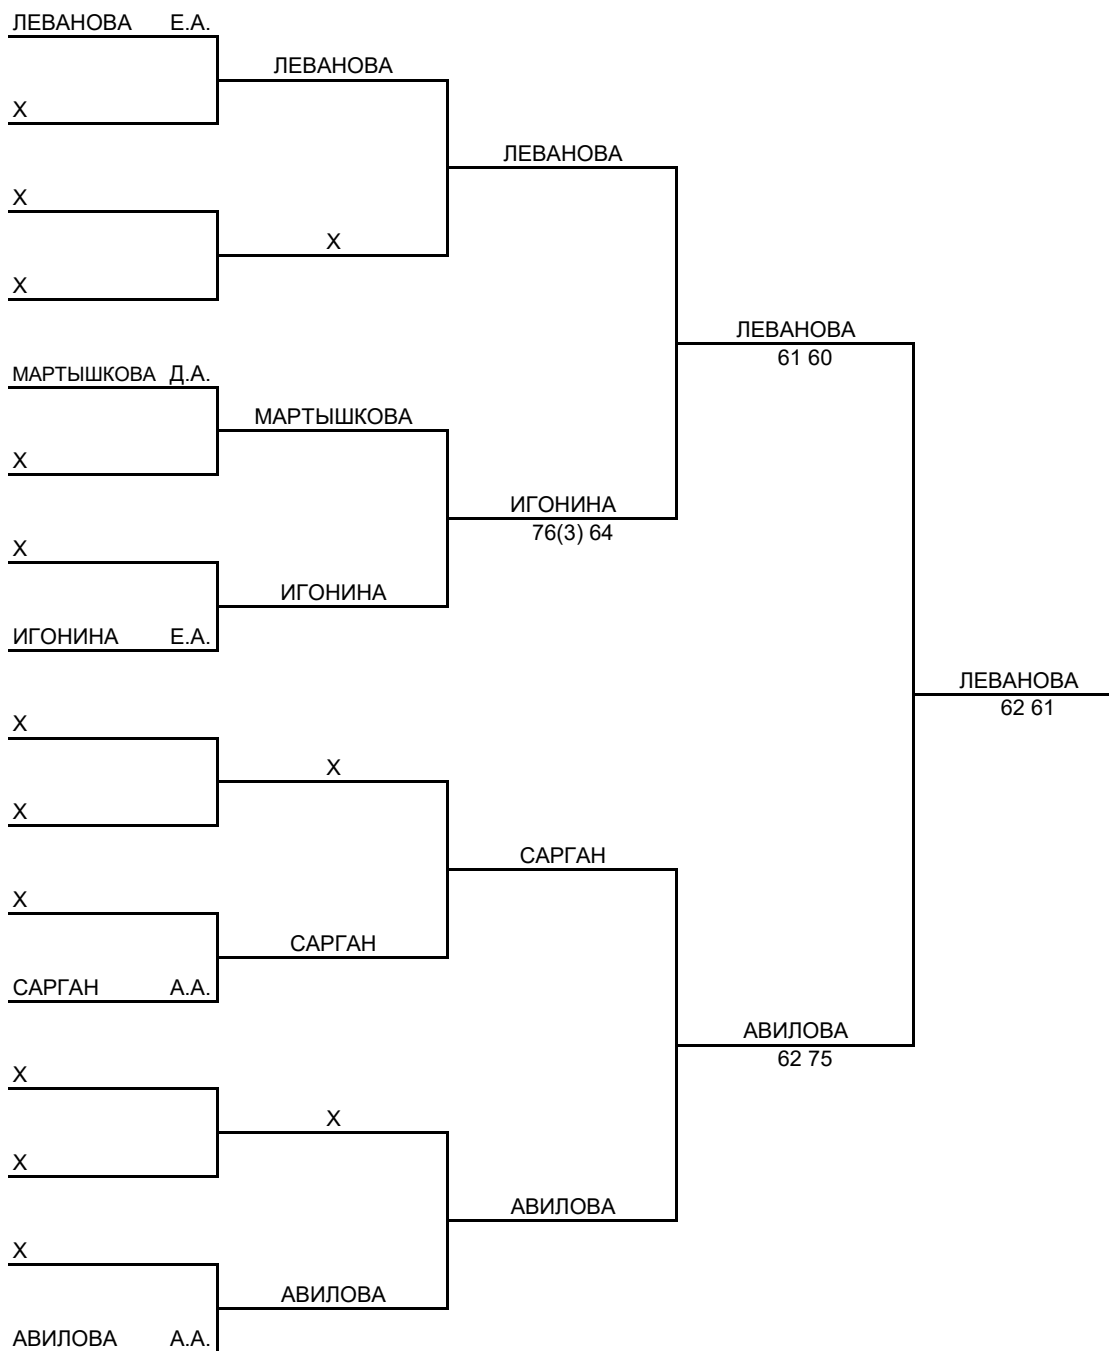 ЛЕВАНОВА Е.А.
ЛЕВАНОВА
X
ЛЕВАНОВА
X
X
X
ЛЕВАНОВА
61 60
МАРТЫШКОВА Д.А.
МАРТЫШКОВА
X
ИГОНИНА
76(3) 64
X
ИГОНИНА
ИГОНИНА Е.А.
ЛЕВАНОВА
62 61
X
X
X
САРГАН
X
САРГАН
САРГАН А.А.
АВИЛОВА
62 75
X
X
X
АВИЛОВА
X
АВИЛОВА
АВИЛОВА А.А.